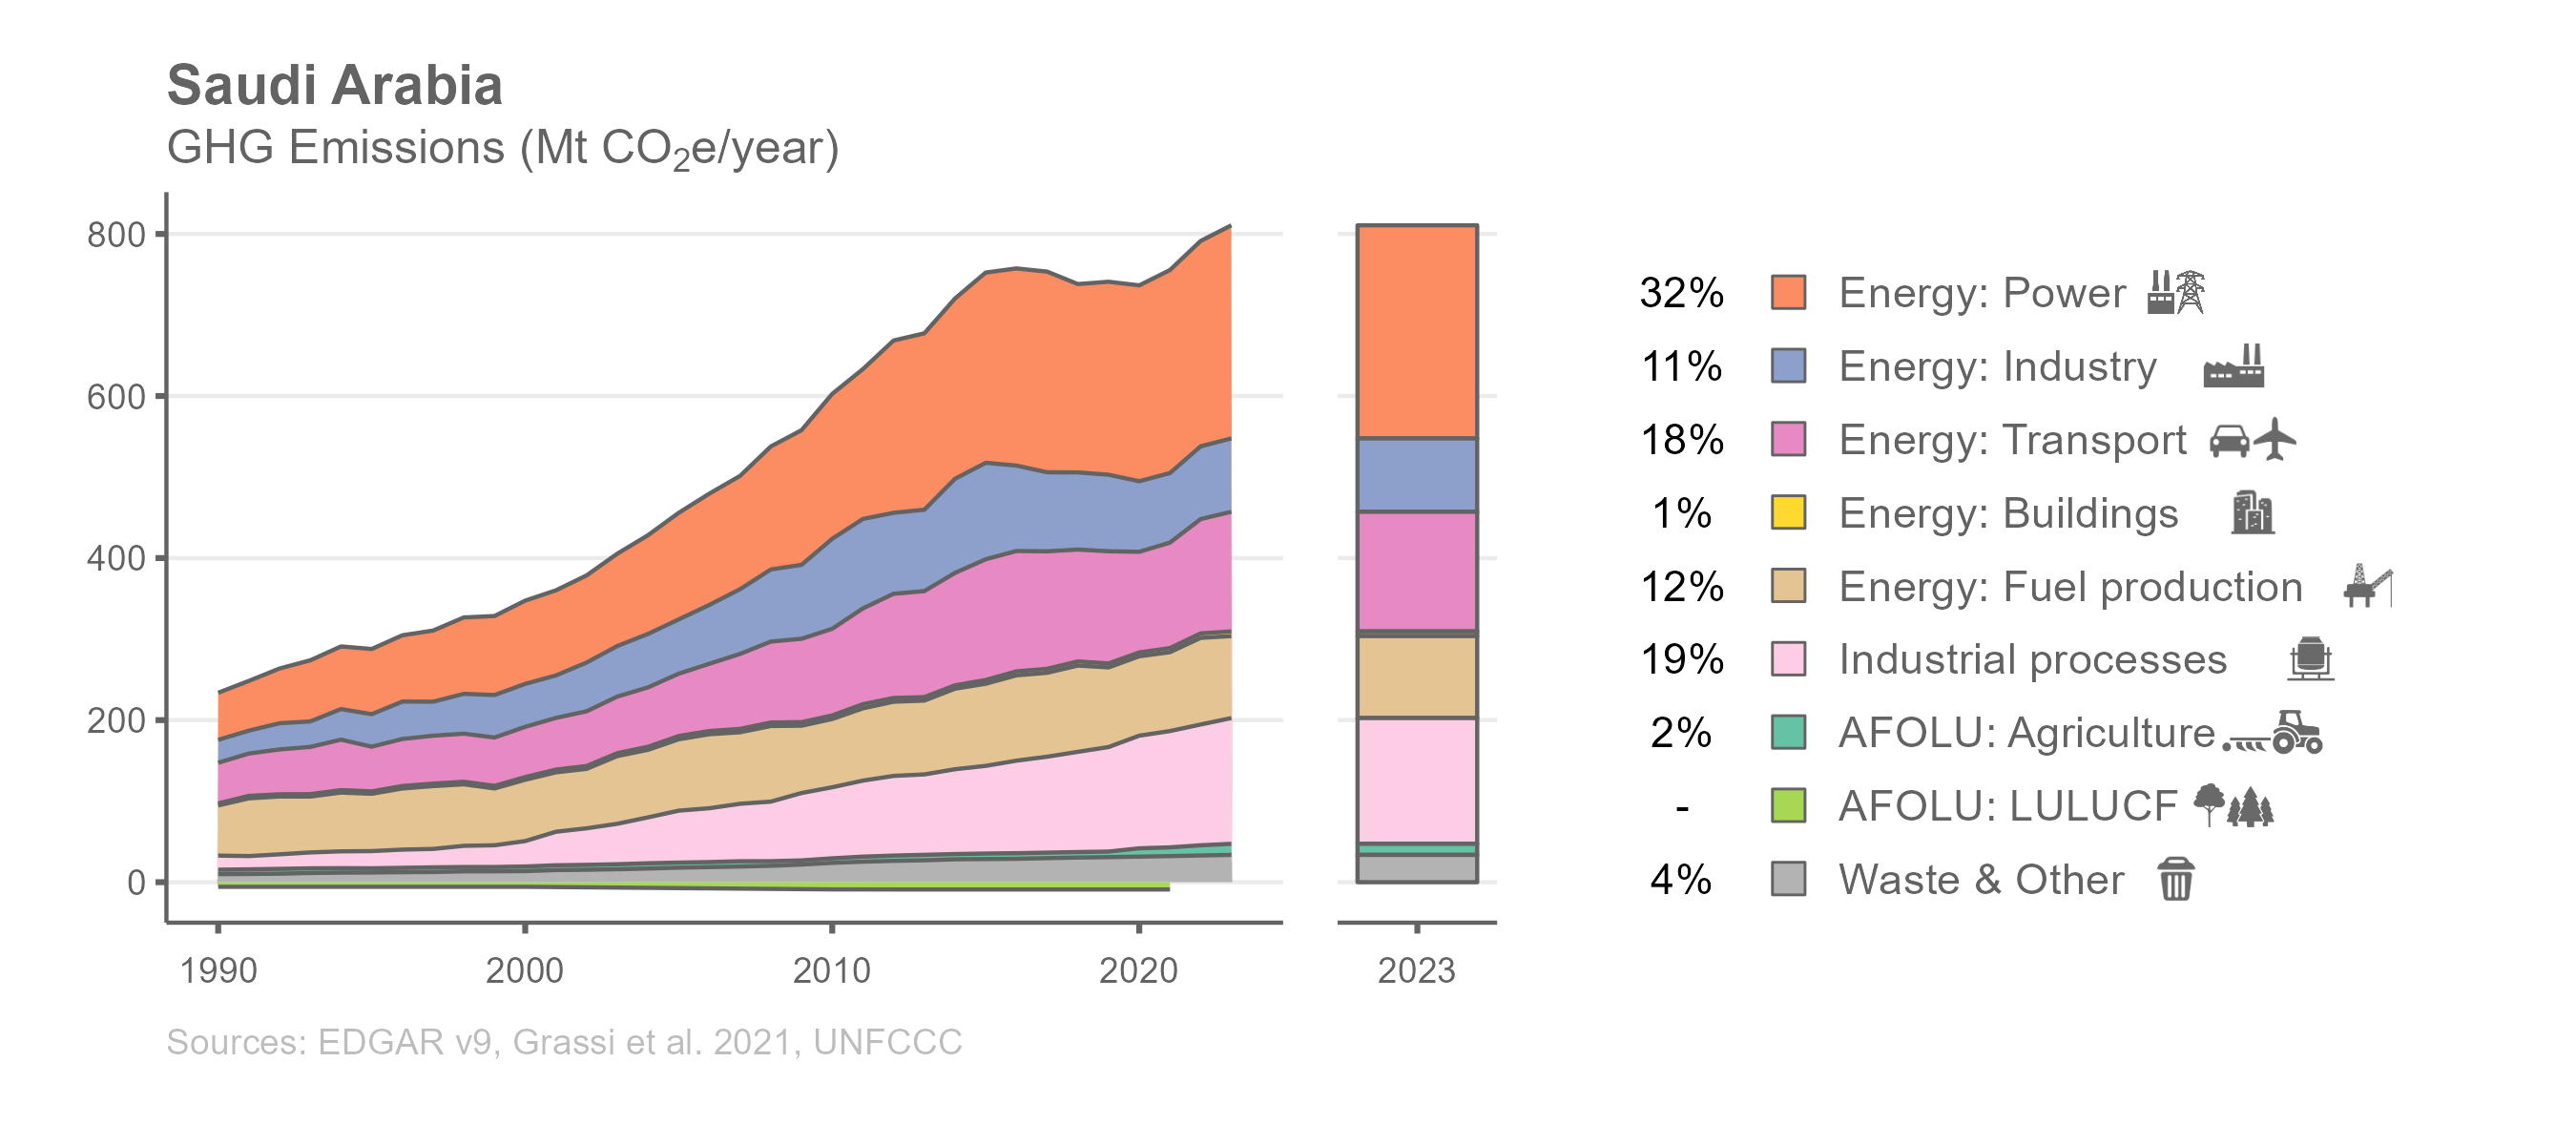 Saudi Arabia
GHG Emissions (Mt CO₂e/year)
800
600
400
200
0
1990 2000 2010 2020 2023
32% Energy: Power
11% Energy: Industry
18% Energy: Transport
1% Energy: Buildings
12% Energy: Fuel production
19% Industrial processes
2% AFOLU: Agriculture
- AFOLU: LULUCF
4% Waste & Other
Sources: EDGAR v9, Grassi et al. 2021, UNFCCC